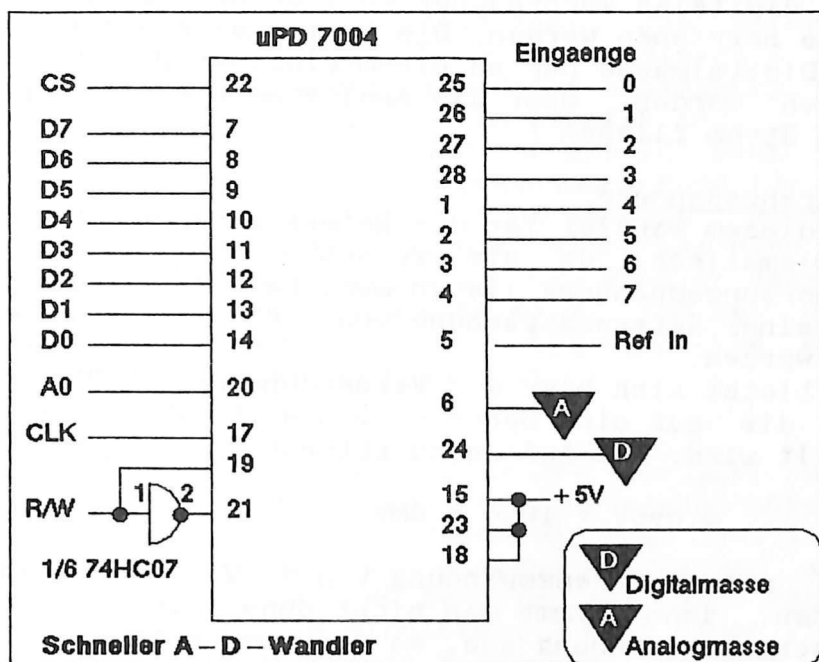 uPD 7004
Eingaenge
CS 22 25 0
26 1
D7 7 27 2
D6 8 28 3
D5 9 1 4
D4 10 2 5
D3 11 3 6
D2 12 4 7
D1 13
D0 14 5 Ref In
A0 20 6 A
CLK 17 24 D
19
R/W 1 2 21 15 + 5V
23
18
1/6 74HC07
D Digitalmasse
A Analogmasse
Schneller A – D – Wandler